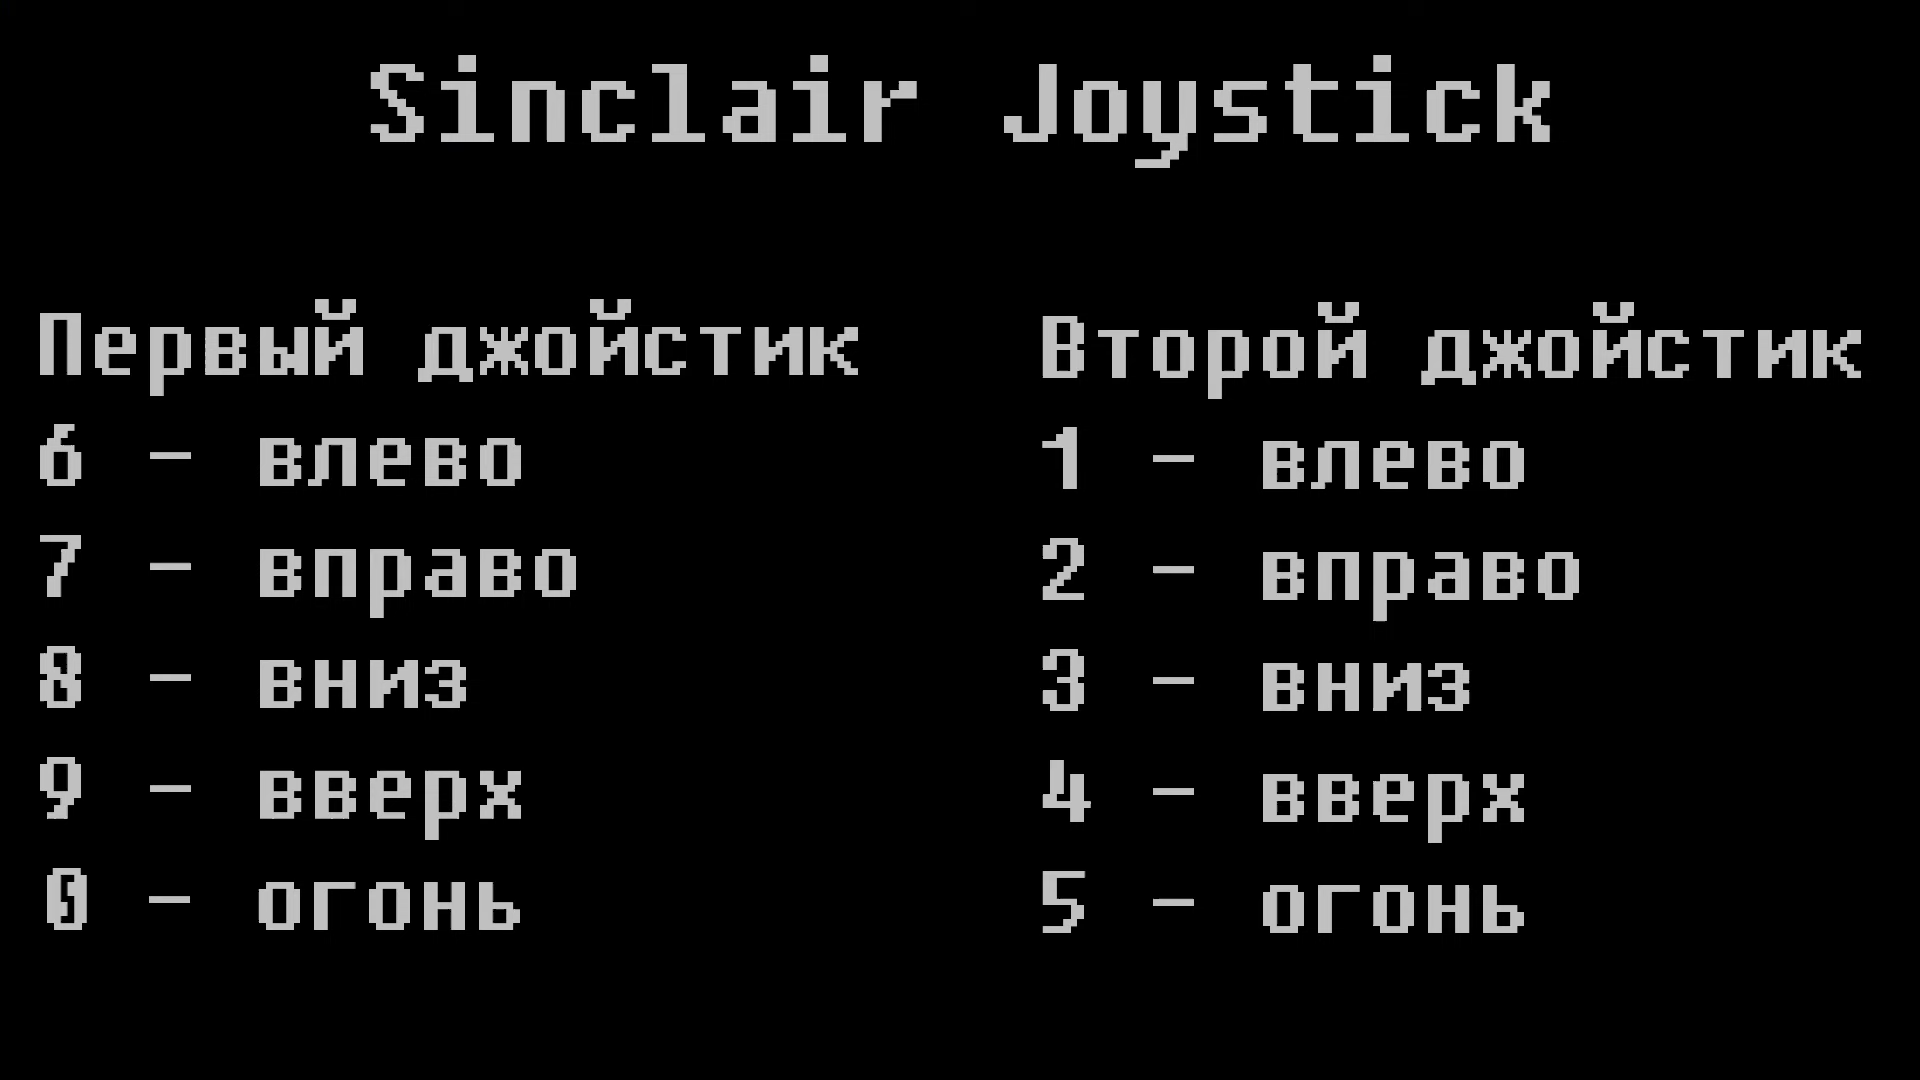 Sinclair Joystick
Первый джойстик
6 - влево
7 - вправо
8 - вниз
9 - вверх
0 - огонь
Второй джойстик
1 - влево
2 - вправо
3 - вниз
4 - вверх
5 - огонь